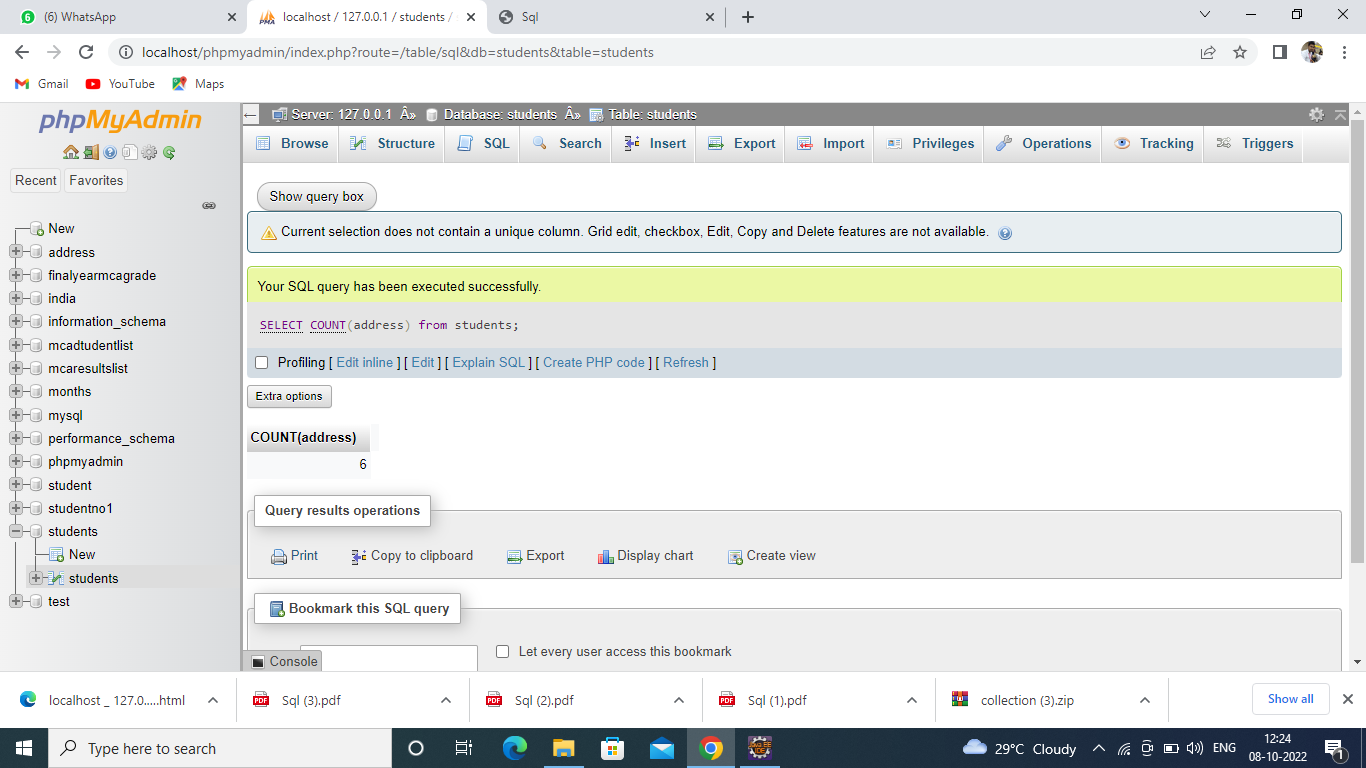 (6) WhatsApp
localhost / 127.0.0.1 / students /
Sql
localhost/phpmyadmin/index.php?route=/table/sql&db=students&table=students
Gmail YouTube Maps
phpMyAdmin
Recent Favorites
New
address
finalyearmcagrade
india
information_schema
mcadtudentlist
mcaresultslist
months
mysql
performance_schema
phpmyadmin
student
studentno1
students
New
students
test
Server: 127.0.0.1 Â» Database: students Â» Table: students
Browse Structure SQL Search Insert Export Import Privileges Operations Tracking Triggers
Show query box
Current selection does not contain a unique column. Grid edit, checkbox, Edit, Copy and Delete features are not available.
Your SQL query has been executed successfully.
SELECT COUNT(address) from students;
Profiling [ Edit inline ] [ Edit ] [ Explain SQL ] [ Create PHP code ] [ Refresh ]
Extra options
COUNT(address)
6
Query results operations
Print Copy to clipboard Export Display chart Create view
Bookmark this SQL query
Let every user access this bookmark
Console
localhost _ 127.0.....html
PDF Sql (3).pdf
PDF Sql (2).pdf
PDF Sql (1).pdf
collection (3).zip
Show all
Type here to search
29°C Cloudy
ENG
12:24
08-10-2022
1